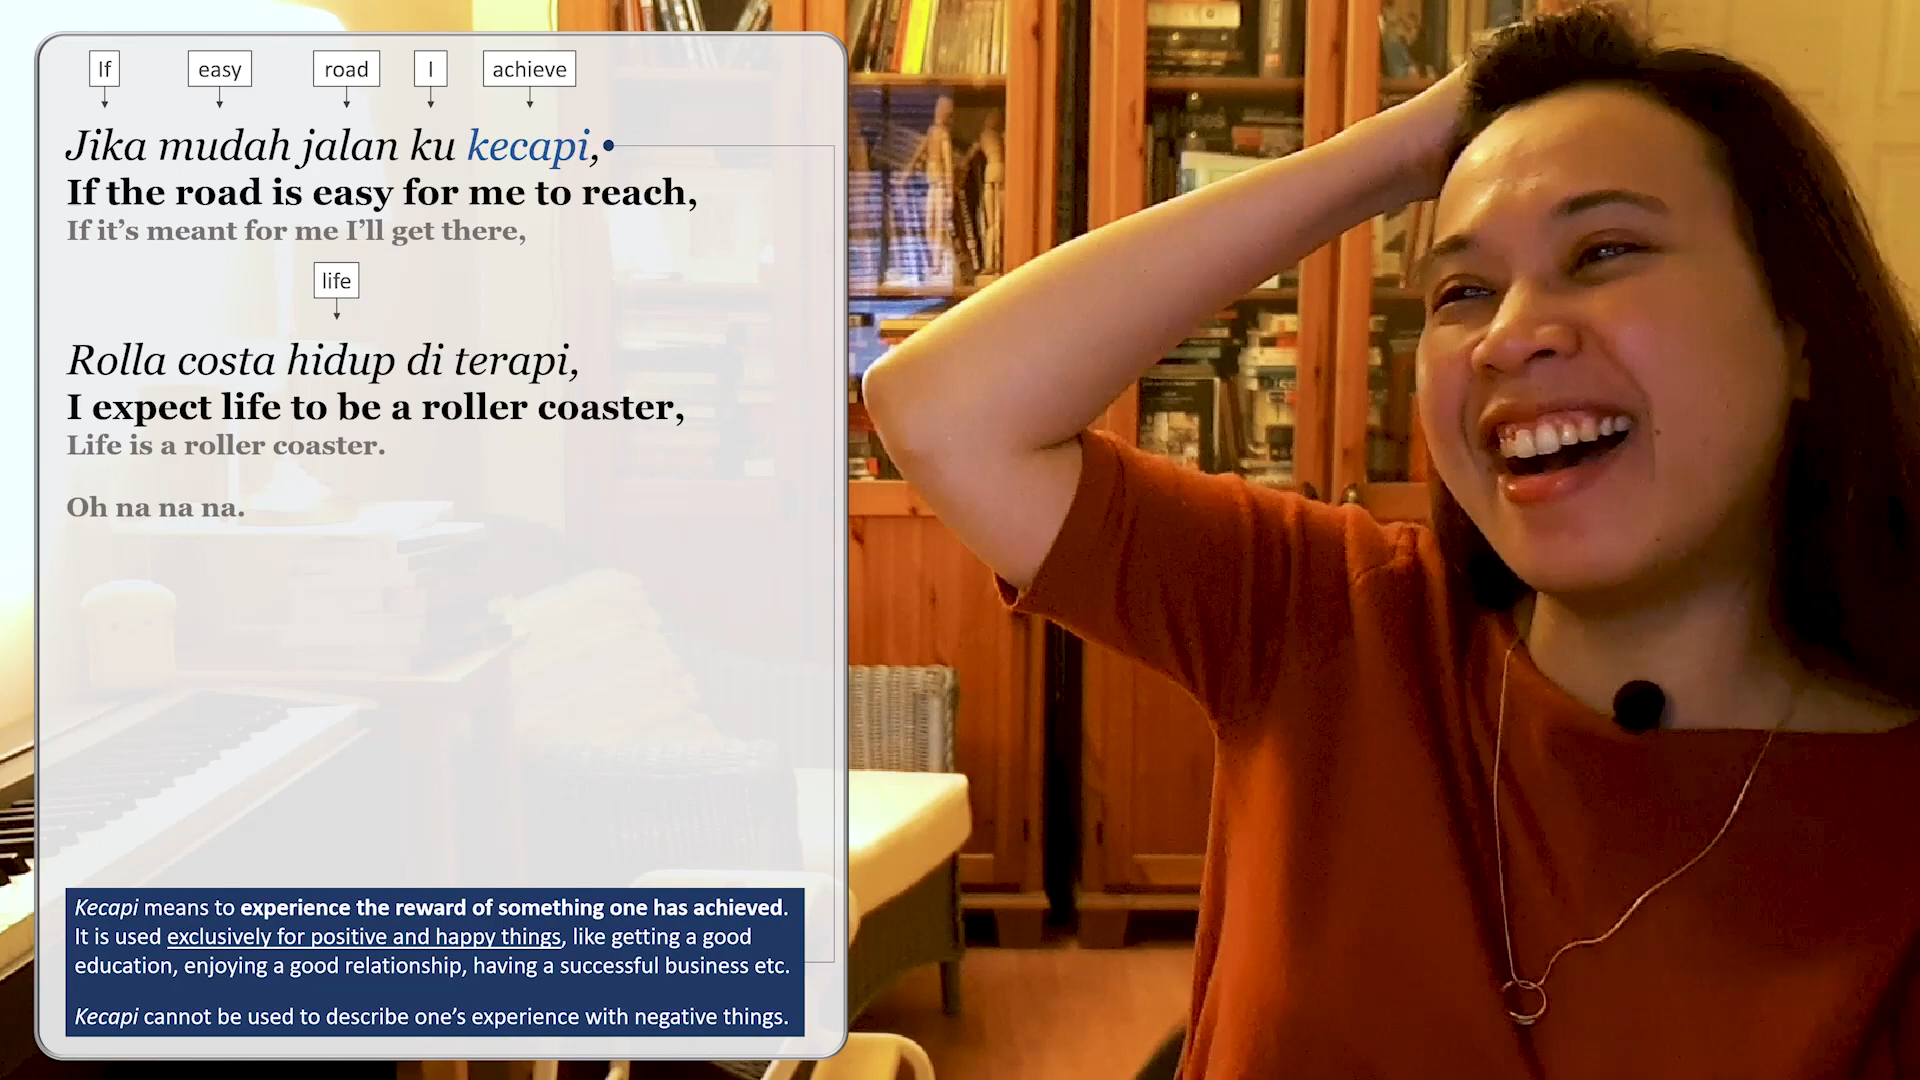 If easy road I achieve
Jika mudah jalan ku kecapi,
If the road is easy for me to reach,
If it’s meant for me I’ll get there,
life
Rolla costa hidup di terapi,
I expect life to be a roller coaster,
Life is a roller coaster.
Oh na na na.
Kecapi means to experience the reward of something one has achieved.
It is used exclusively for positive and happy things, like getting a good
education, enjoying a good relationship, having a successful business etc.
Kecapi cannot be used to describe one’s experience with negative things.